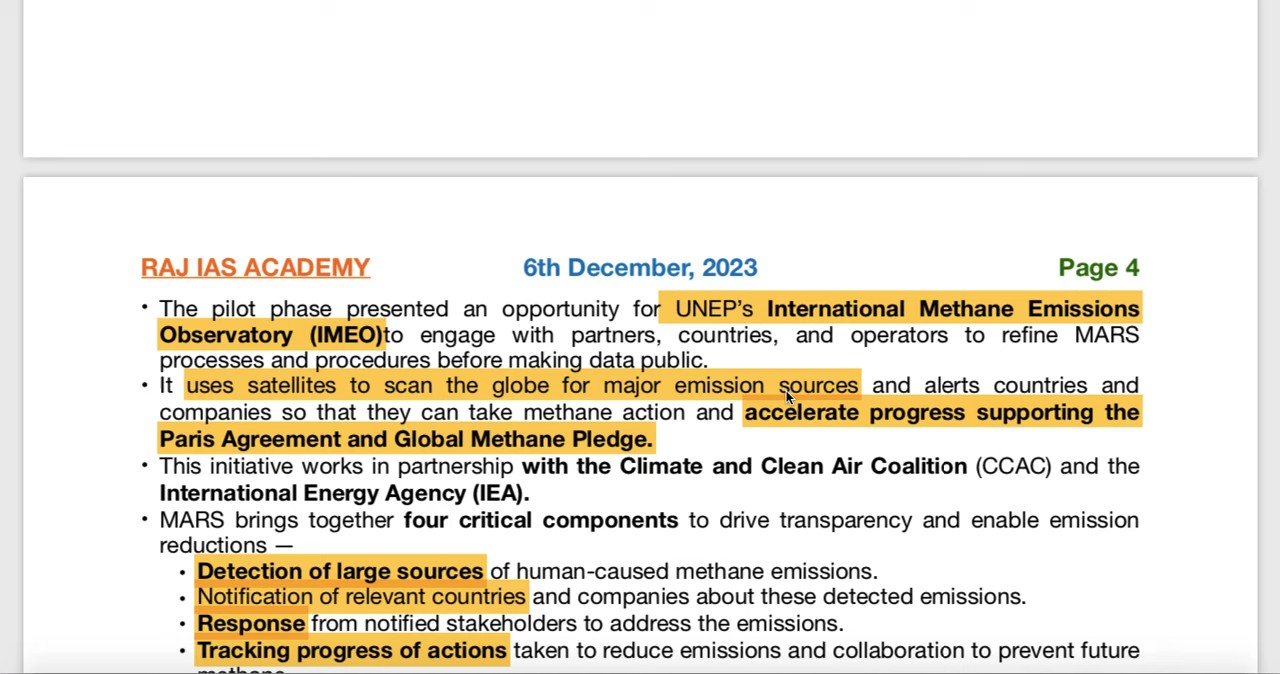 RAJ IAS ACADEMY 6th December, 2023 Page 4
• The pilot phase presented an opportunity for UNEP’s International Methane Emissions
Observatory (IMEO)to engage with partners, countries, and operators to refine MARS
processes and procedures before making data public.
• It uses satellites to scan the globe for major emission sources and alerts countries and
companies so that they can take methane action and accelerate progress supporting the
Paris Agreement and Global Methane Pledge.
• This initiative works in partnership with the Climate and Clean Air Coalition (CCAC) and the
International Energy Agency (IEA).
• MARS brings together four critical components to drive transparency and enable emission
reductions —
• Detection of large sources of human-caused methane emissions.
• Notification of relevant countries and companies about these detected emissions.
• Response from notified stakeholders to address the emissions.
• Tracking progress of actions taken to reduce emissions and collaboration to prevent future